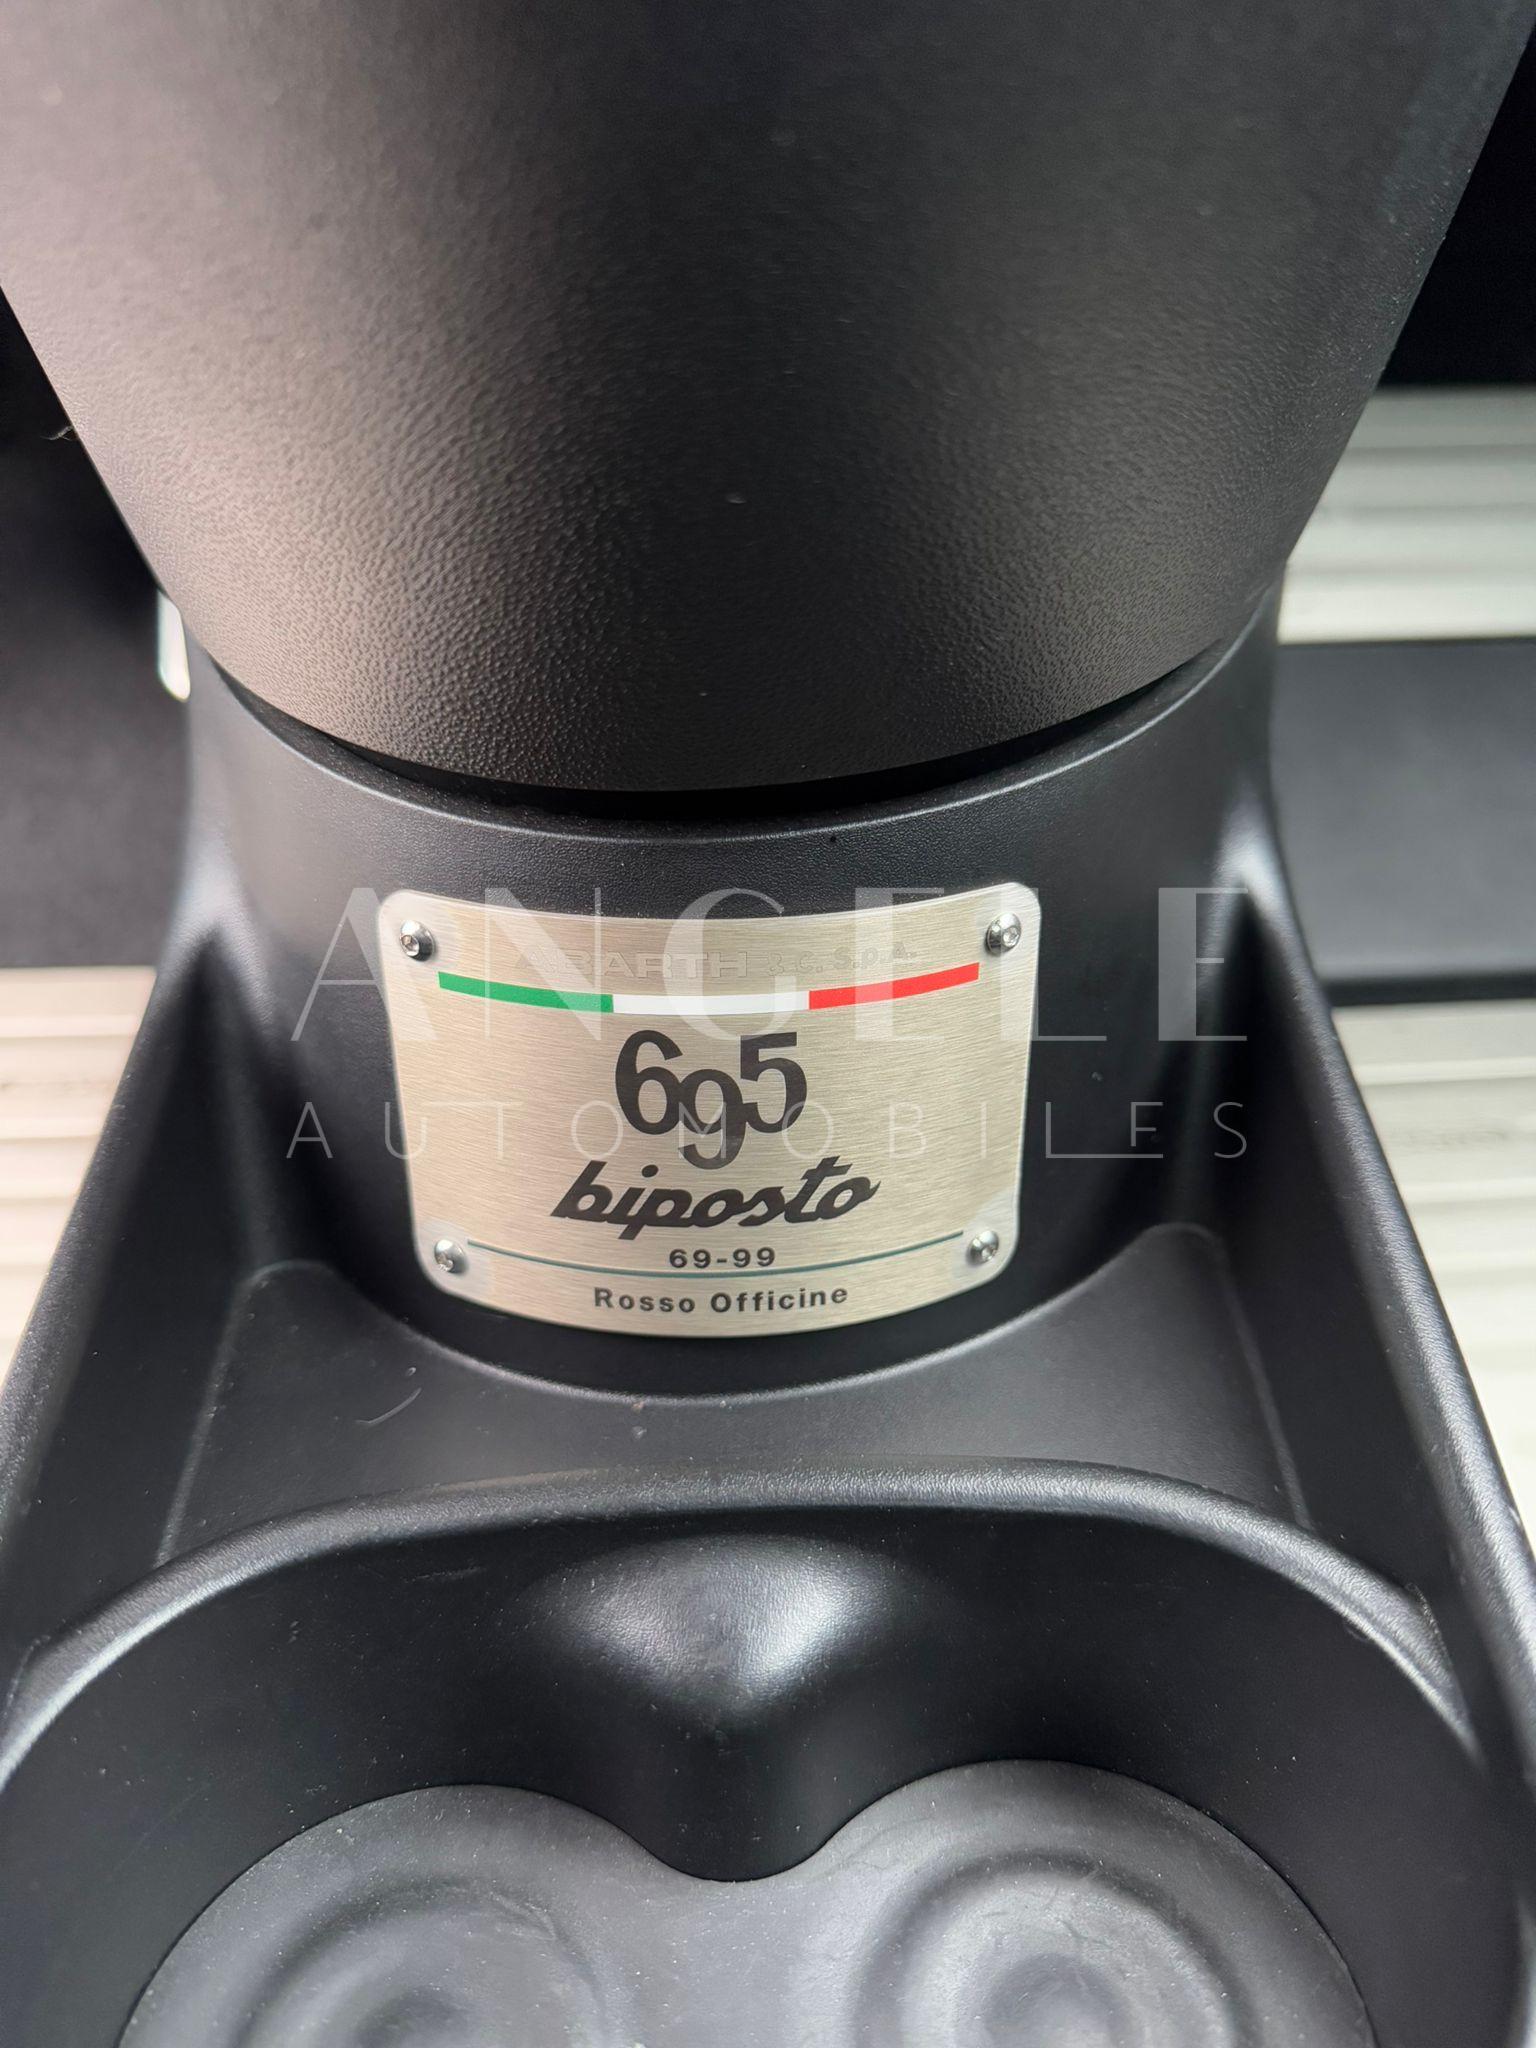 ANGELE
AUTOMOBILES
ABARTH & C. S.p.A.
695
biposto
69-99
Rosso Officine